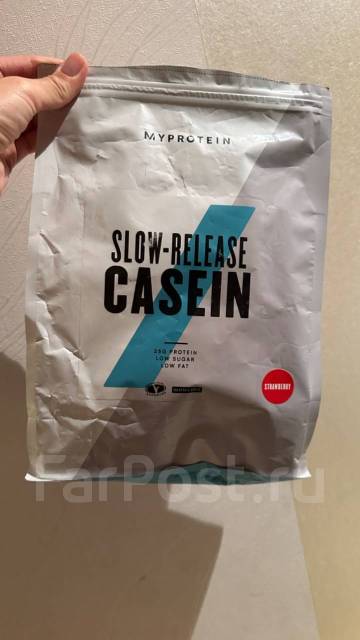 MYPROTEIN
SLOW-RELEASE
CASEIN
25G PROTEIN
LOW SUGAR
LOW FAT
STRAWBERRY
FarPost.ru